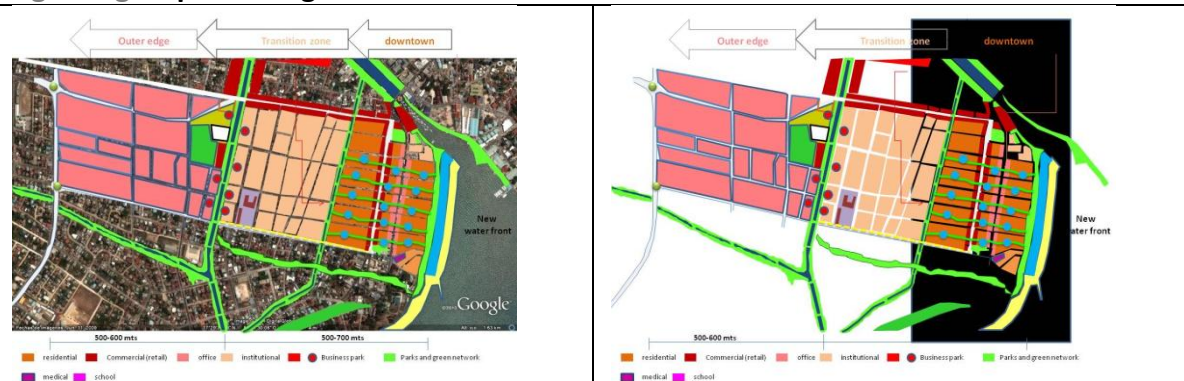 Outer edge Transition zone downtown
New
water front
Google
500-600 mts 500-700 mts
residential Commercial (retail) office institutional Business park Parks and green network
medical school
Outer edge Transition zone downtown
New
water front
500-600 mts
residential Commercial (retail) office institutional Business park Parks and green network
medical school